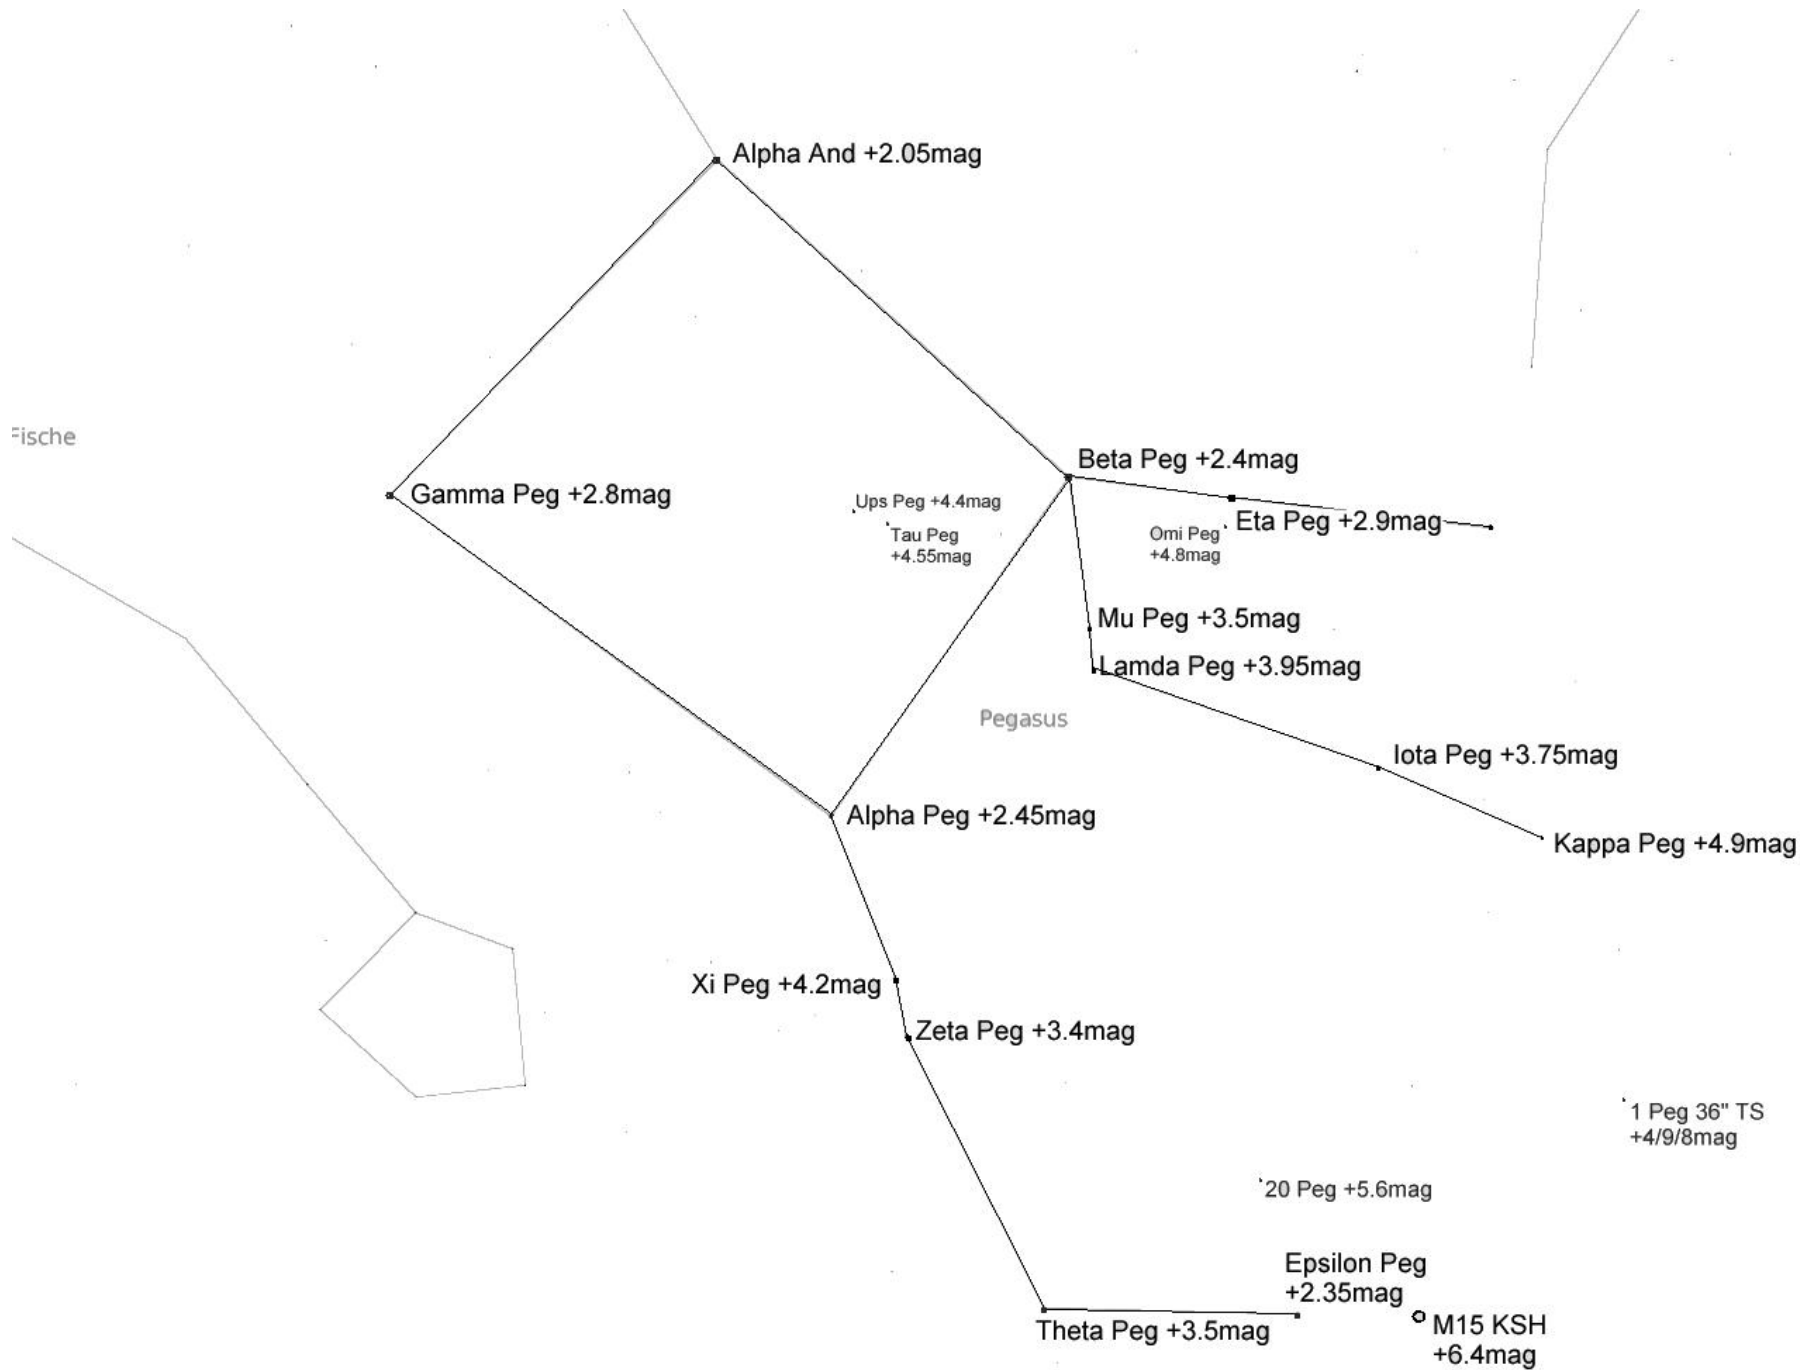 Alpha And +2.05mag
Fische
Beta Peg +2.4mag
Gamma Peg +2.8mag
Ups Peg +4.4mag
Tau Peg
+4.55mag
Eta Peg +2.9mag
Omi Peg
+4.8mag
Mu Peg +3.5mag
Lamda Peg +3.95mag
Pegasus
Iota Peg +3.75mag
Alpha Peg +2.45mag
Kappa Peg +4.9mag
Xi Peg +4.2mag
Zeta Peg +3.4mag
1 Peg 36" TS
+4/9/8mag
20 Peg +5.6mag
Epsilon Peg
+2.35mag
Theta Peg +3.5mag
M15 KSH
+6.4mag